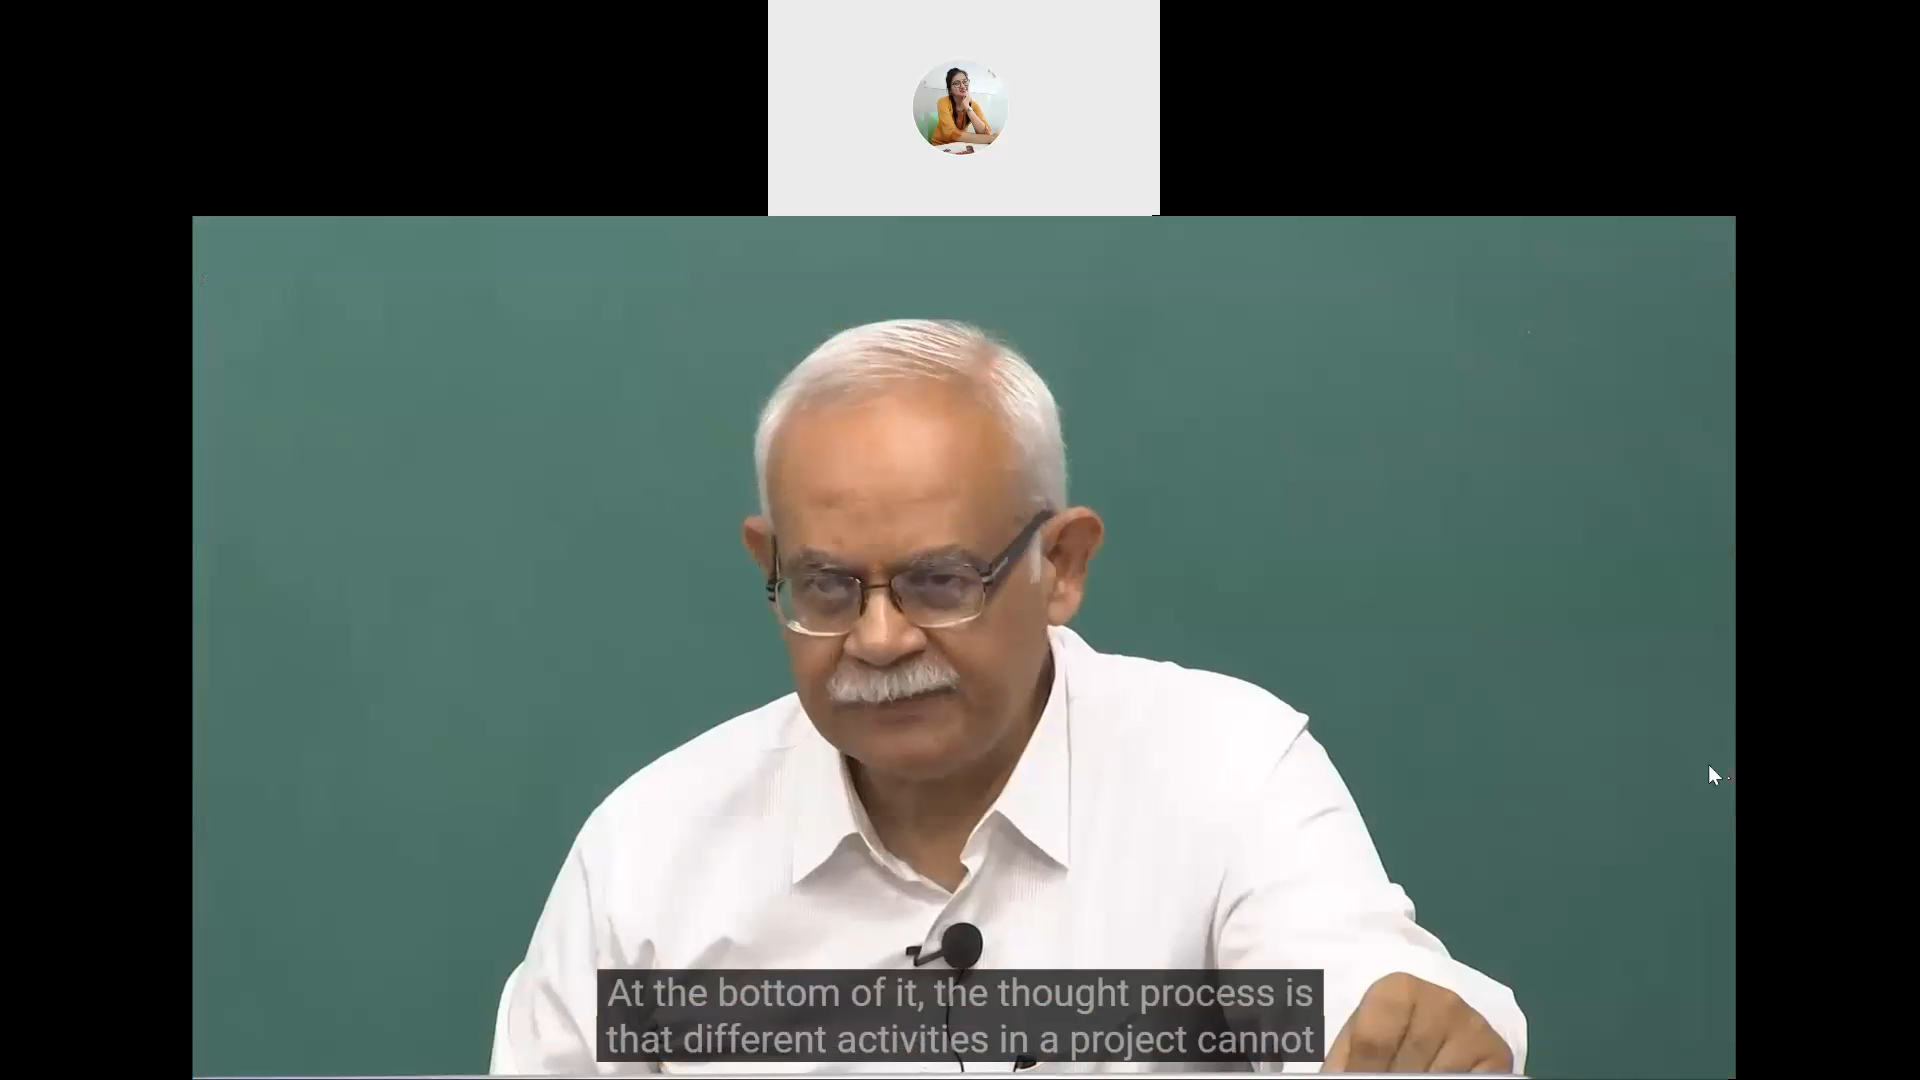 At the bottom of it, the thought process is
that different activities in a project cannot